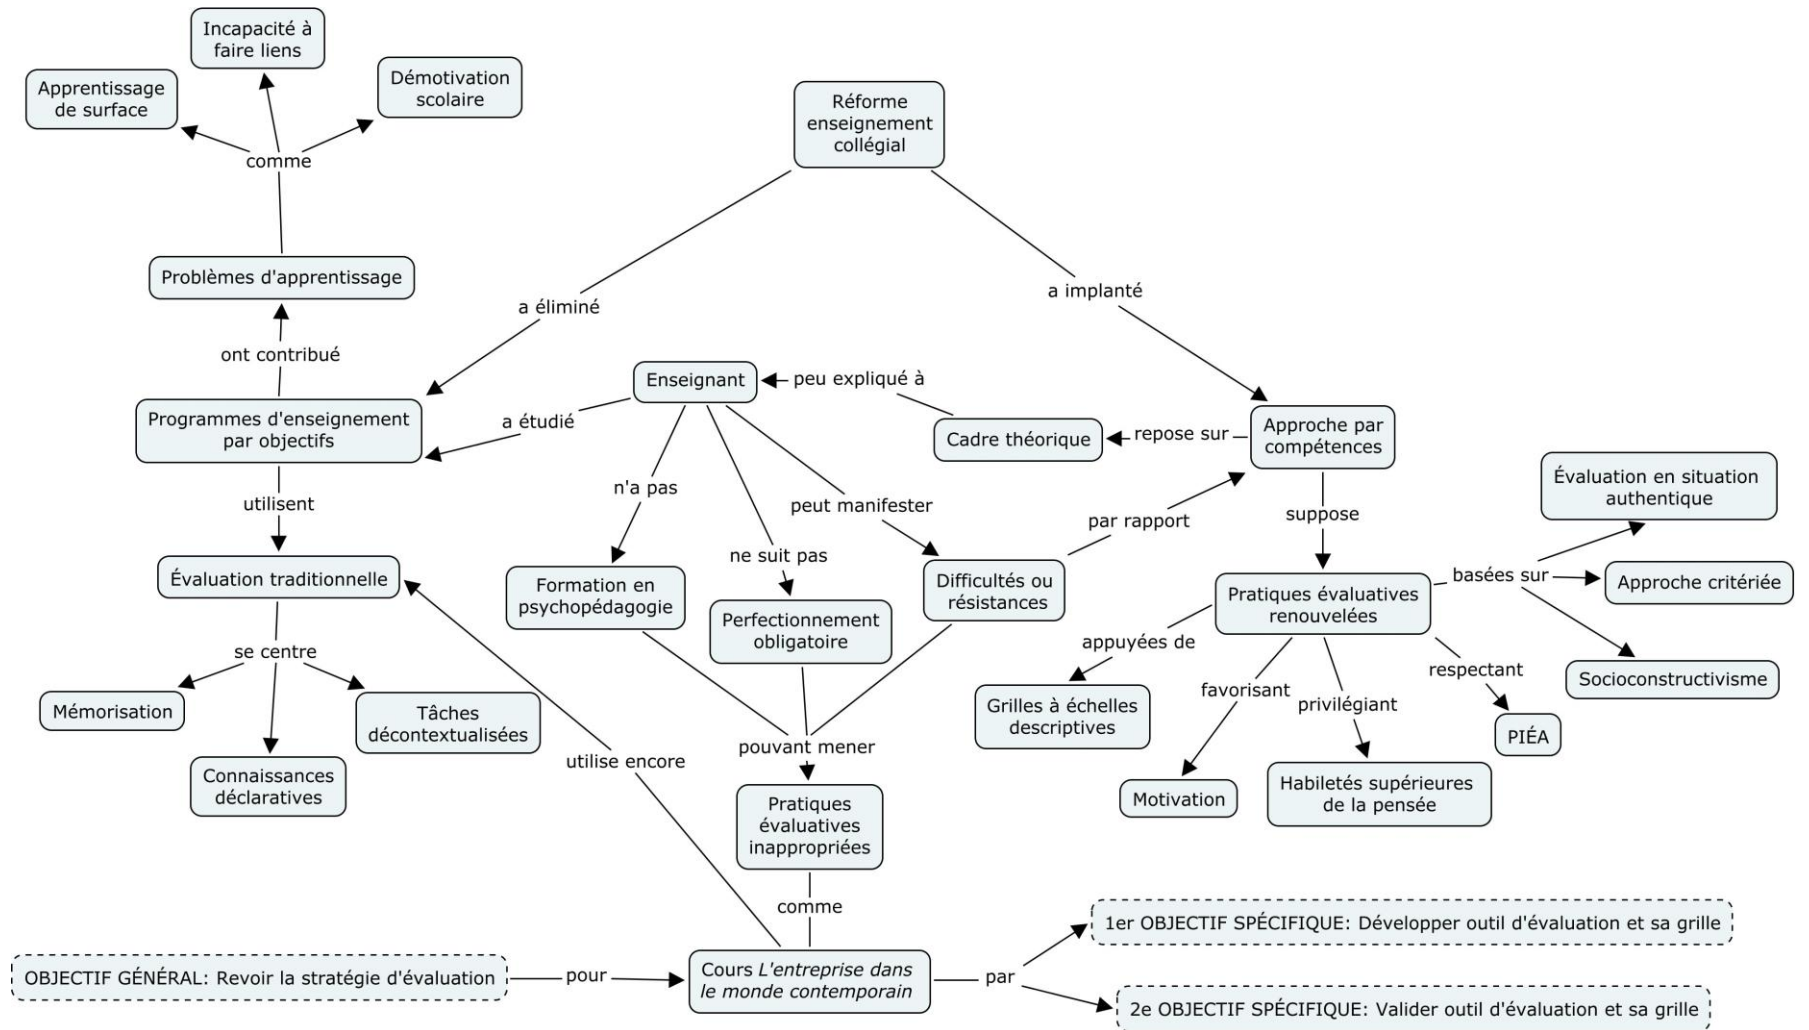 Incapacité à
faire liens
Apprentissage
de surface
Démotivation
scolaire
comme
Réforme
enseignement
collégial
Problèmes d'apprentissage
a éliminé
a implanté
ont contribué
Enseignant
peu expliqué à
Programmes d'enseignement
par objectifs
a étudié
Cadre théorique
repose sur
Approche par
compétences
utilisent
n'a pas
peut manifester
par rapport
suppose
Évaluation en situation
authentique
Évaluation traditionnelle
ne suit pas
Formation en
psychopédagogie
Perfectionnement
obligatoire
Difficultés ou
résistances
Pratiques évaluatives
renouvelées
basées sur
Approche critériée
se centre
appuyées de
respectant
Socioconstructivisme
Mémorisation
Tâches
décontextualisées
Grilles à échelles
descriptives
favorisant
privilégiant
PIÉA
Connaissances
déclaratives
utilise encore
pouvant mener
Motivation
Habiletés supérieures
de la pensée
Pratiques
évaluatives
inappropriées
comme
1er OBJECTIF SPÉCIFIQUE: Développer outil d'évaluation et sa grille
OBJECTIF GÉNÉRAL: Revoir la stratégie d'évaluation
pour
Cours L'entreprise dans
le monde contemporain
par
2e OBJECTIF SPÉCIFIQUE: Valider outil d'évaluation et sa grille